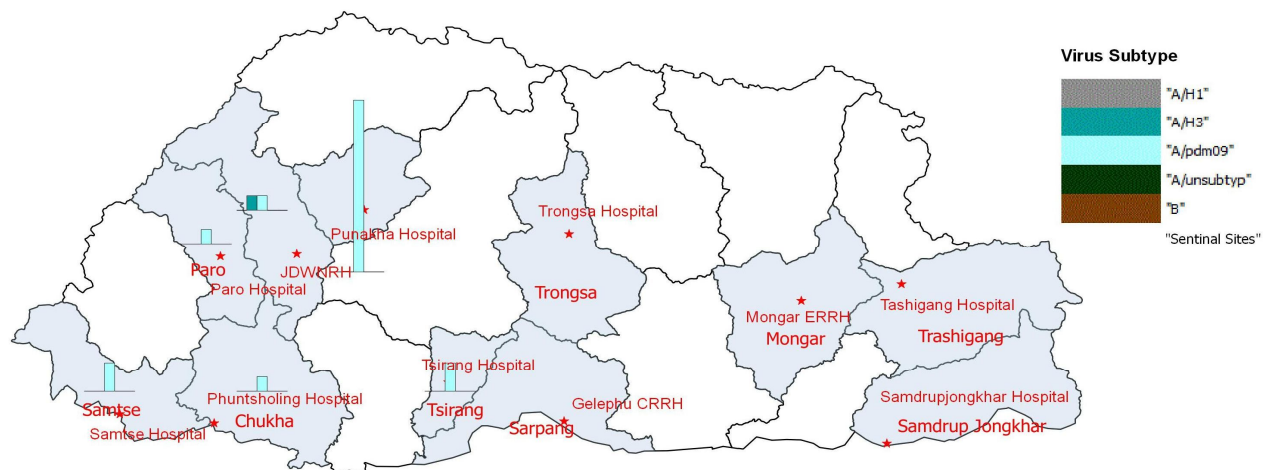 Virus Subtype
"A/H1"
"A/H3"
"A/pdm09"
"A/unsubtyp"
"B"
"Sentinal Sites"
Trongsa Hospital
Punakha Hospital
Paro
JDWNRH
Paro Hospital
Trongsa
Tashigang Hospital
Mongar ERRH
Mongar
Trashigang
Tsirang Hospital
Phuntsholing Hospital
Samdrupjongkhar Hospital
Samtse
Chukha
Tsirang
Gelephu CRRH
Samtse Hospital
Sarpang
Samdrup Jongkhar